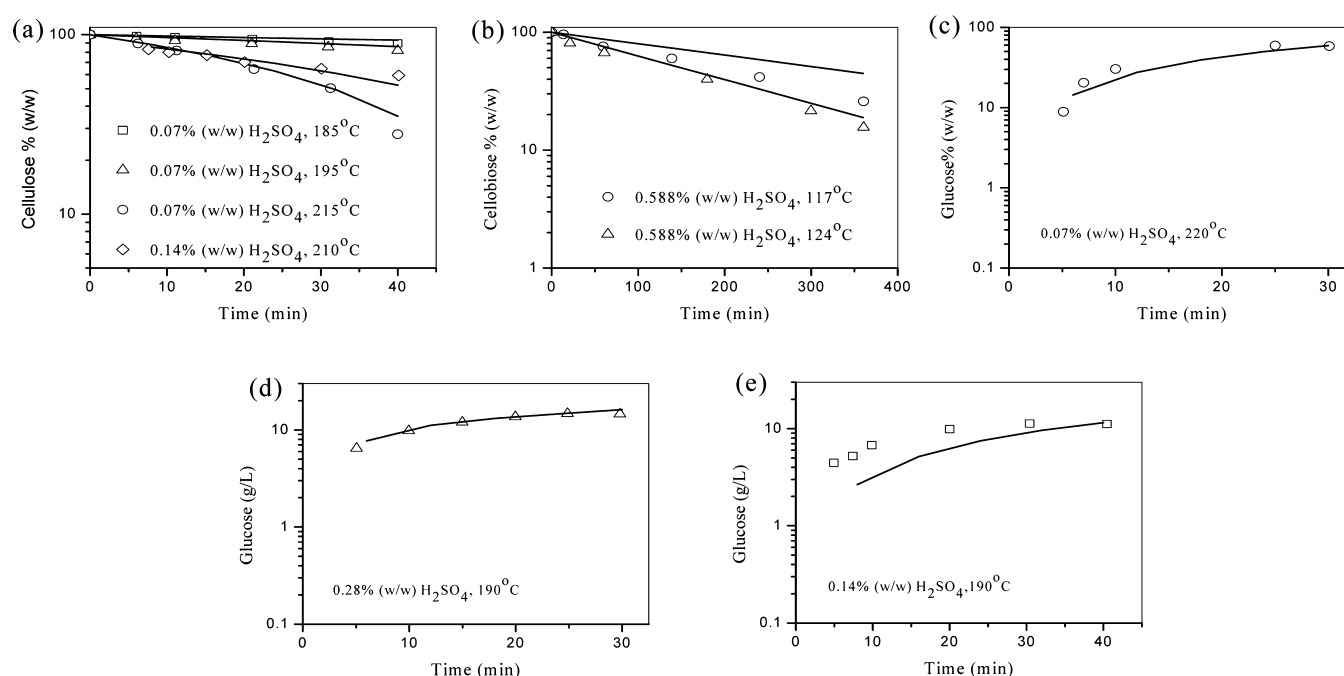 (a)
100
10
Cellulose % (w/w)
0.07% (w/w) H2SO4, 185°C
0.07% (w/w) H2SO4, 195°C
0.07% (w/w) H2SO4, 215°C
0.14% (w/w) H2SO4, 210°C
0 10 20 30 40
Time (min)
(b)
100
10
1
Cellobiose % (w/w)
0.588% (w/w) H2SO4, 117°C
0.588% (w/w) H2SO4, 124°C
0 100 200 300 400
Time (min)
(c)
100
10
1
0.1
Glucose% (w/w)
0.07% (w/w) H2SO4, 220°C
0 10 20 30
Time (min)
(d)
10
1
0.1
Glucose (g/L)
0.28% (w/w) H2SO4, 190°C
0 10 20 30
Time (min)
(e)
10
1
0.1
Glucose (g/L)
0.14% (w/w) H2SO4,190°C
0 10 20 30 40
Time (min)